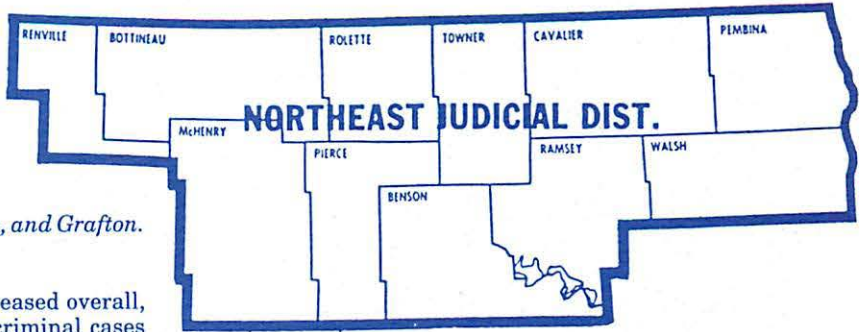 RENVILLE BOTTINEAU ROLETTE TOWNER CAVALIER PEMBINA
NORTHEAST JUDICIAL DIST.
McHENRY PIERCE RAMSEY WALSH
BENSON
, and Grafton.
eased overall,
criminal cases